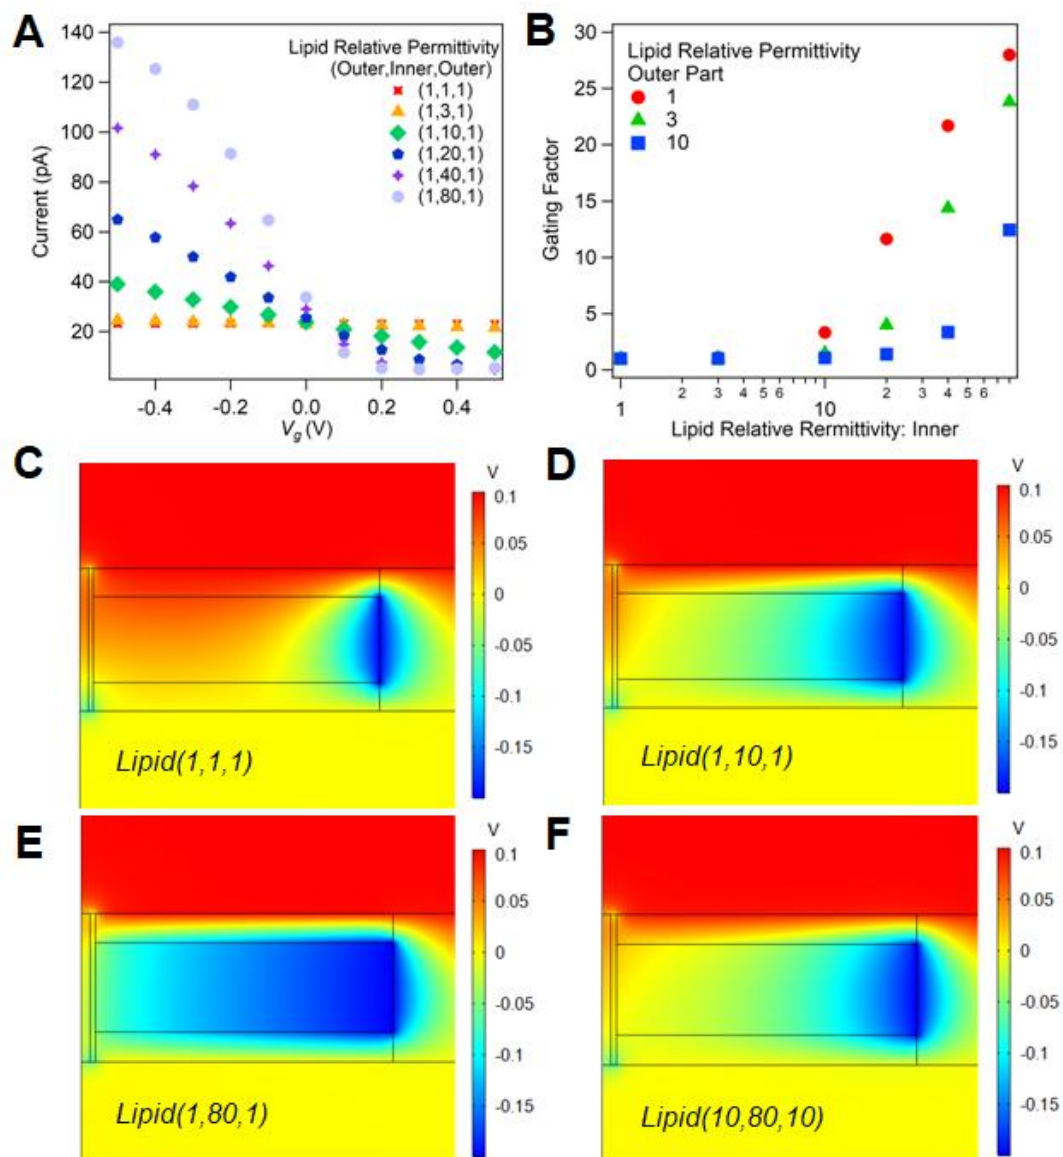 A
140
120
100
80
60
40
20
Current (pA)
-0.4
-0.2
0.0
0.2
0.4
Vg (V)
Lipid Relative Permittivity
(Outer,Inner,Outer)
(1,1,1)
(1,3,1)
(1,10,1)
(1,20,1)
(1,40,1)
(1,80,1)
B
30
25
20
15
10
5
0
Gating Factor
Lipid Relative Permittivity
Outer Part
1
3
10
1
2
3
4
5
6
10
2
3
4
5
6
Lipid Relative Rermittivity: Inner
C
V
0.1
0.05
0
-0.05
-0.1
-0.15
Lipid(1,1,1)
D
V
0.1
0.05
0
-0.05
-0.1
-0.15
Lipid(1,10,1)
E
V
0.1
0.05
0
-0.05
-0.1
-0.15
Lipid(1,80,1)
F
V
0.1
0.05
0
-0.05
-0.1
-0.15
Lipid(10,80,10)